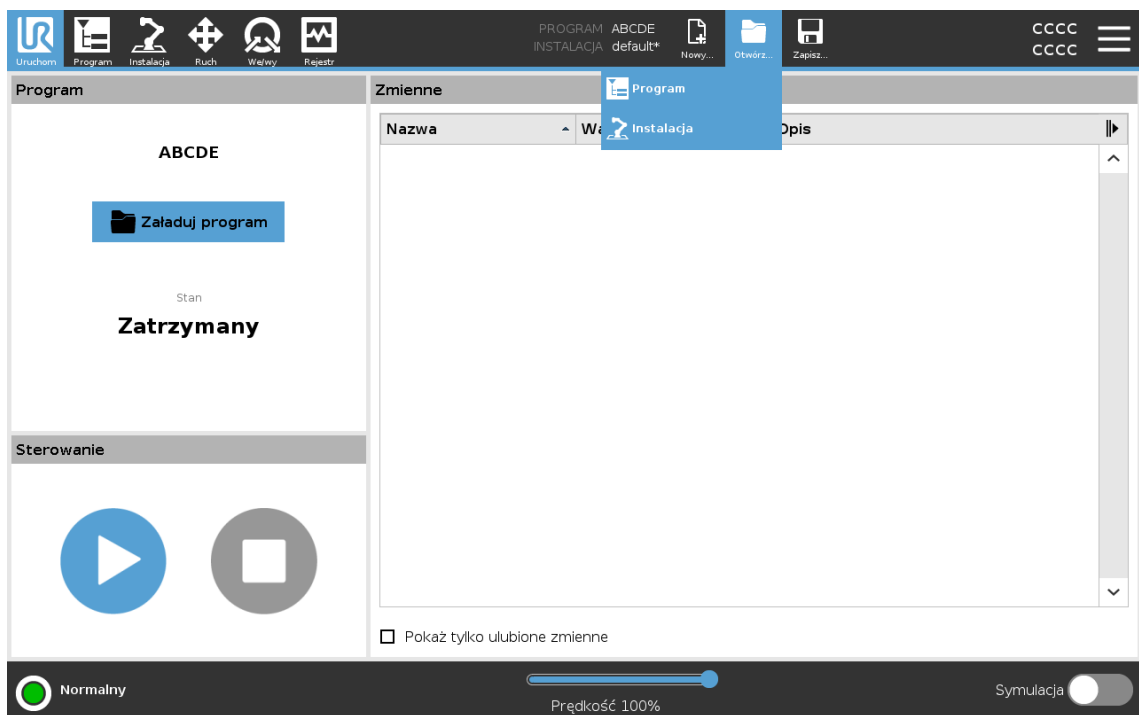 UR
Uruchom
Program
Instalacja
Ruch
We/wy
Rejestr
PROGRAM ABCDE
INSTALACJA default*
Nowy...
Otwórz...
Zapisz...
CCCC
CCCC
Program
Instalacja
Program
ABCDE
Załaduj program
Stan
Zatrzymany
Sterowanie
Zmienne
Nazwa
Opis
Pokaż tylko ulubione zmienne
Normalny
Prędkość 100%
Symulacja